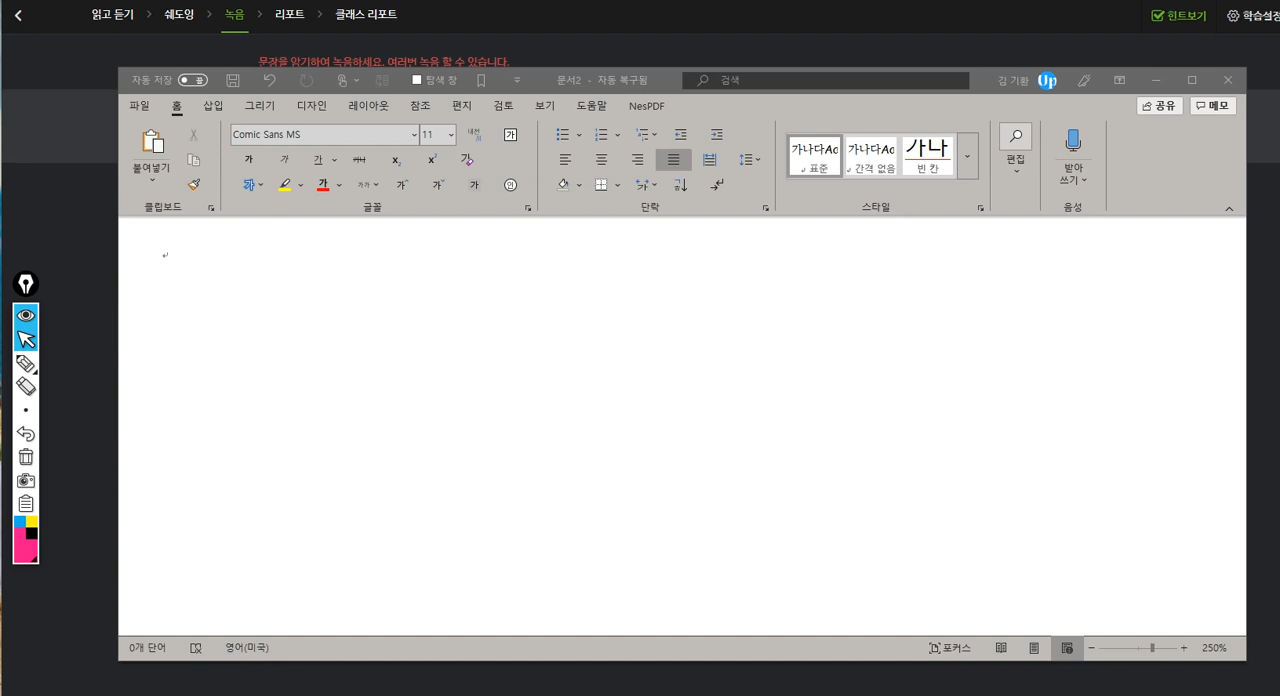 읽고 듣기 > 쉐도잉 > 녹음 > 리포트 > 클래스 리포트 힌트보기 학습설정
문장을 암기하여 녹음하세요. 여러번 녹음 할 수 있습니다.
자동 저장 탐색 창 문서2 - 자동 복구됨 검색 김 기환 Up
파일 홈 삽입 그리기 디자인 레이아웃 참조 편지 검토 보기 도움말 NesPDF 공유 메모
Comic Sans MS 11
붙여넣기
가나다Ac 표준
가나다Ac 간격 없음
가나 빈 칸
편집
받아
쓰기
클립보드 글꼴 단락 스타일 음성
0개 단어 영어(미국) 포커스 250%